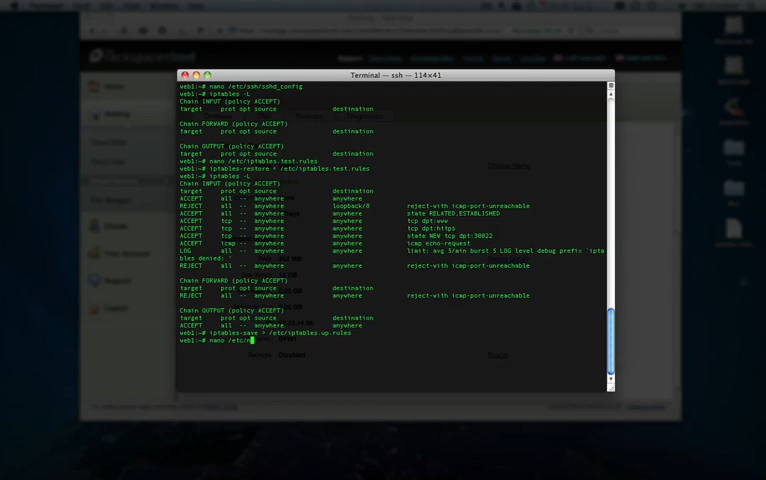 Terminal — ssh — 114×41
web1:~# nano /etc/ssh/sshd_config
web1:~# iptables -L
Chain INPUT (policy ACCEPT)
target prot opt source destination
Chain FORWARD (policy ACCEPT)
target prot opt source destination
Chain OUTPUT (policy ACCEPT)
target prot opt source destination
web1:~# nano /etc/iptables.test.rules
web1:~# iptables-restore < /etc/iptables.test.rules
web1:~# iptables -L
Chain INPUT (policy ACCEPT)
target prot opt source destination
ACCEPT all -- anywhere anywhere
REJECT all -- anywhere loopback/8 reject-with icmp-port-unreachable
ACCEPT all -- anywhere anywhere state RELATED,ESTABLISHED
ACCEPT tcp -- anywhere anywhere tcp dpt:www
ACCEPT tcp -- anywhere anywhere tcp dpt:https
ACCEPT tcp -- anywhere anywhere state NEW tcp dpt:30022
ACCEPT icmp -- anywhere anywhere icmp echo-request
LOG all -- anywhere anywhere limit: avg 5/min burst 5 LOG level debug prefix `ipta
bles denied: '
REJECT all -- anywhere anywhere reject-with icmp-port-unreachable
Chain FORWARD (policy ACCEPT)
target prot opt source destination
REJECT all -- anywhere anywhere reject-with icmp-port-unreachable
Chain OUTPUT (policy ACCEPT)
target prot opt source destination
ACCEPT all -- anywhere anywhere
web1:~# iptables-save > /etc/iptables.up.rules
web1:~# nano /etc/n